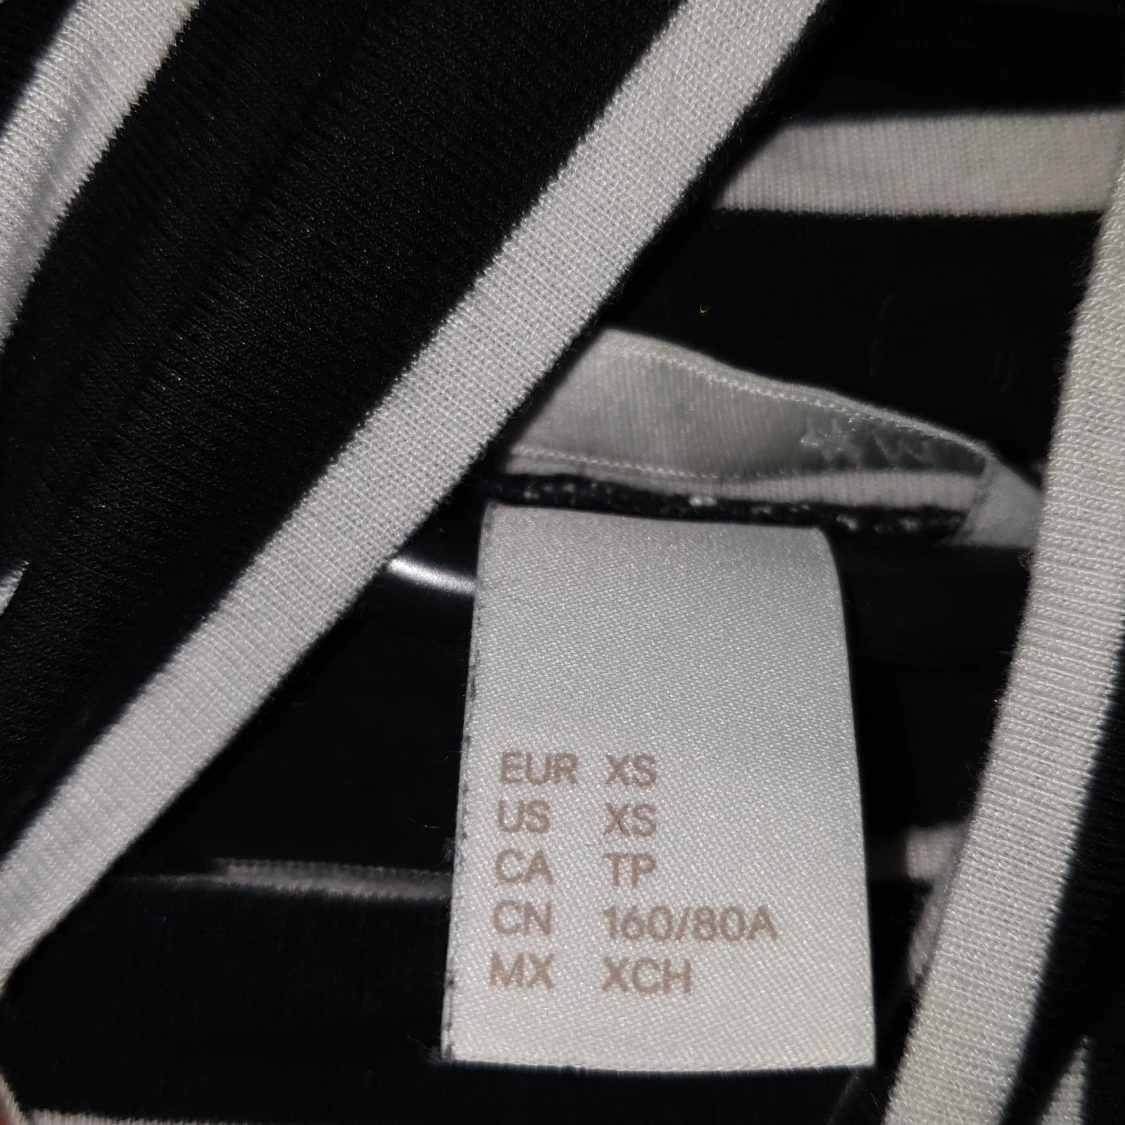 EUR XS
US XS
CA TP
CN 160/80A
MX XCH